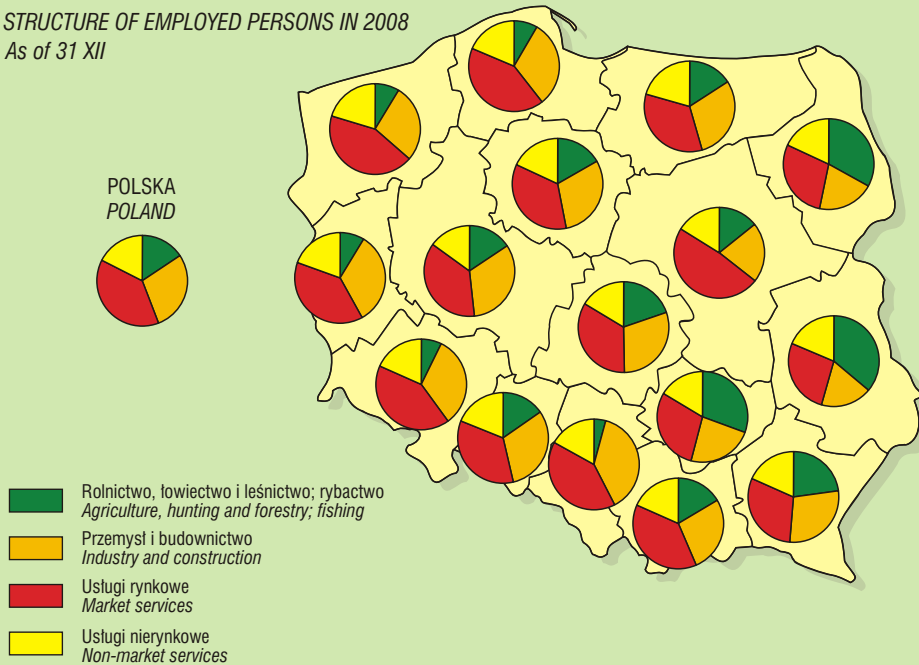 STRUCTURE OF EMPLOYED PERSONS IN 2008
As of 31 XII
POLSKA
POLAND
Rolnictwo, łowiectwo i leśnictwo; rybactwo
Agriculture, hunting and forestry; fishing
Przemysł i budownictwo
Industry and construction
Usługi rynkowe
Market services
Usługi nierynkowe
Non-market services